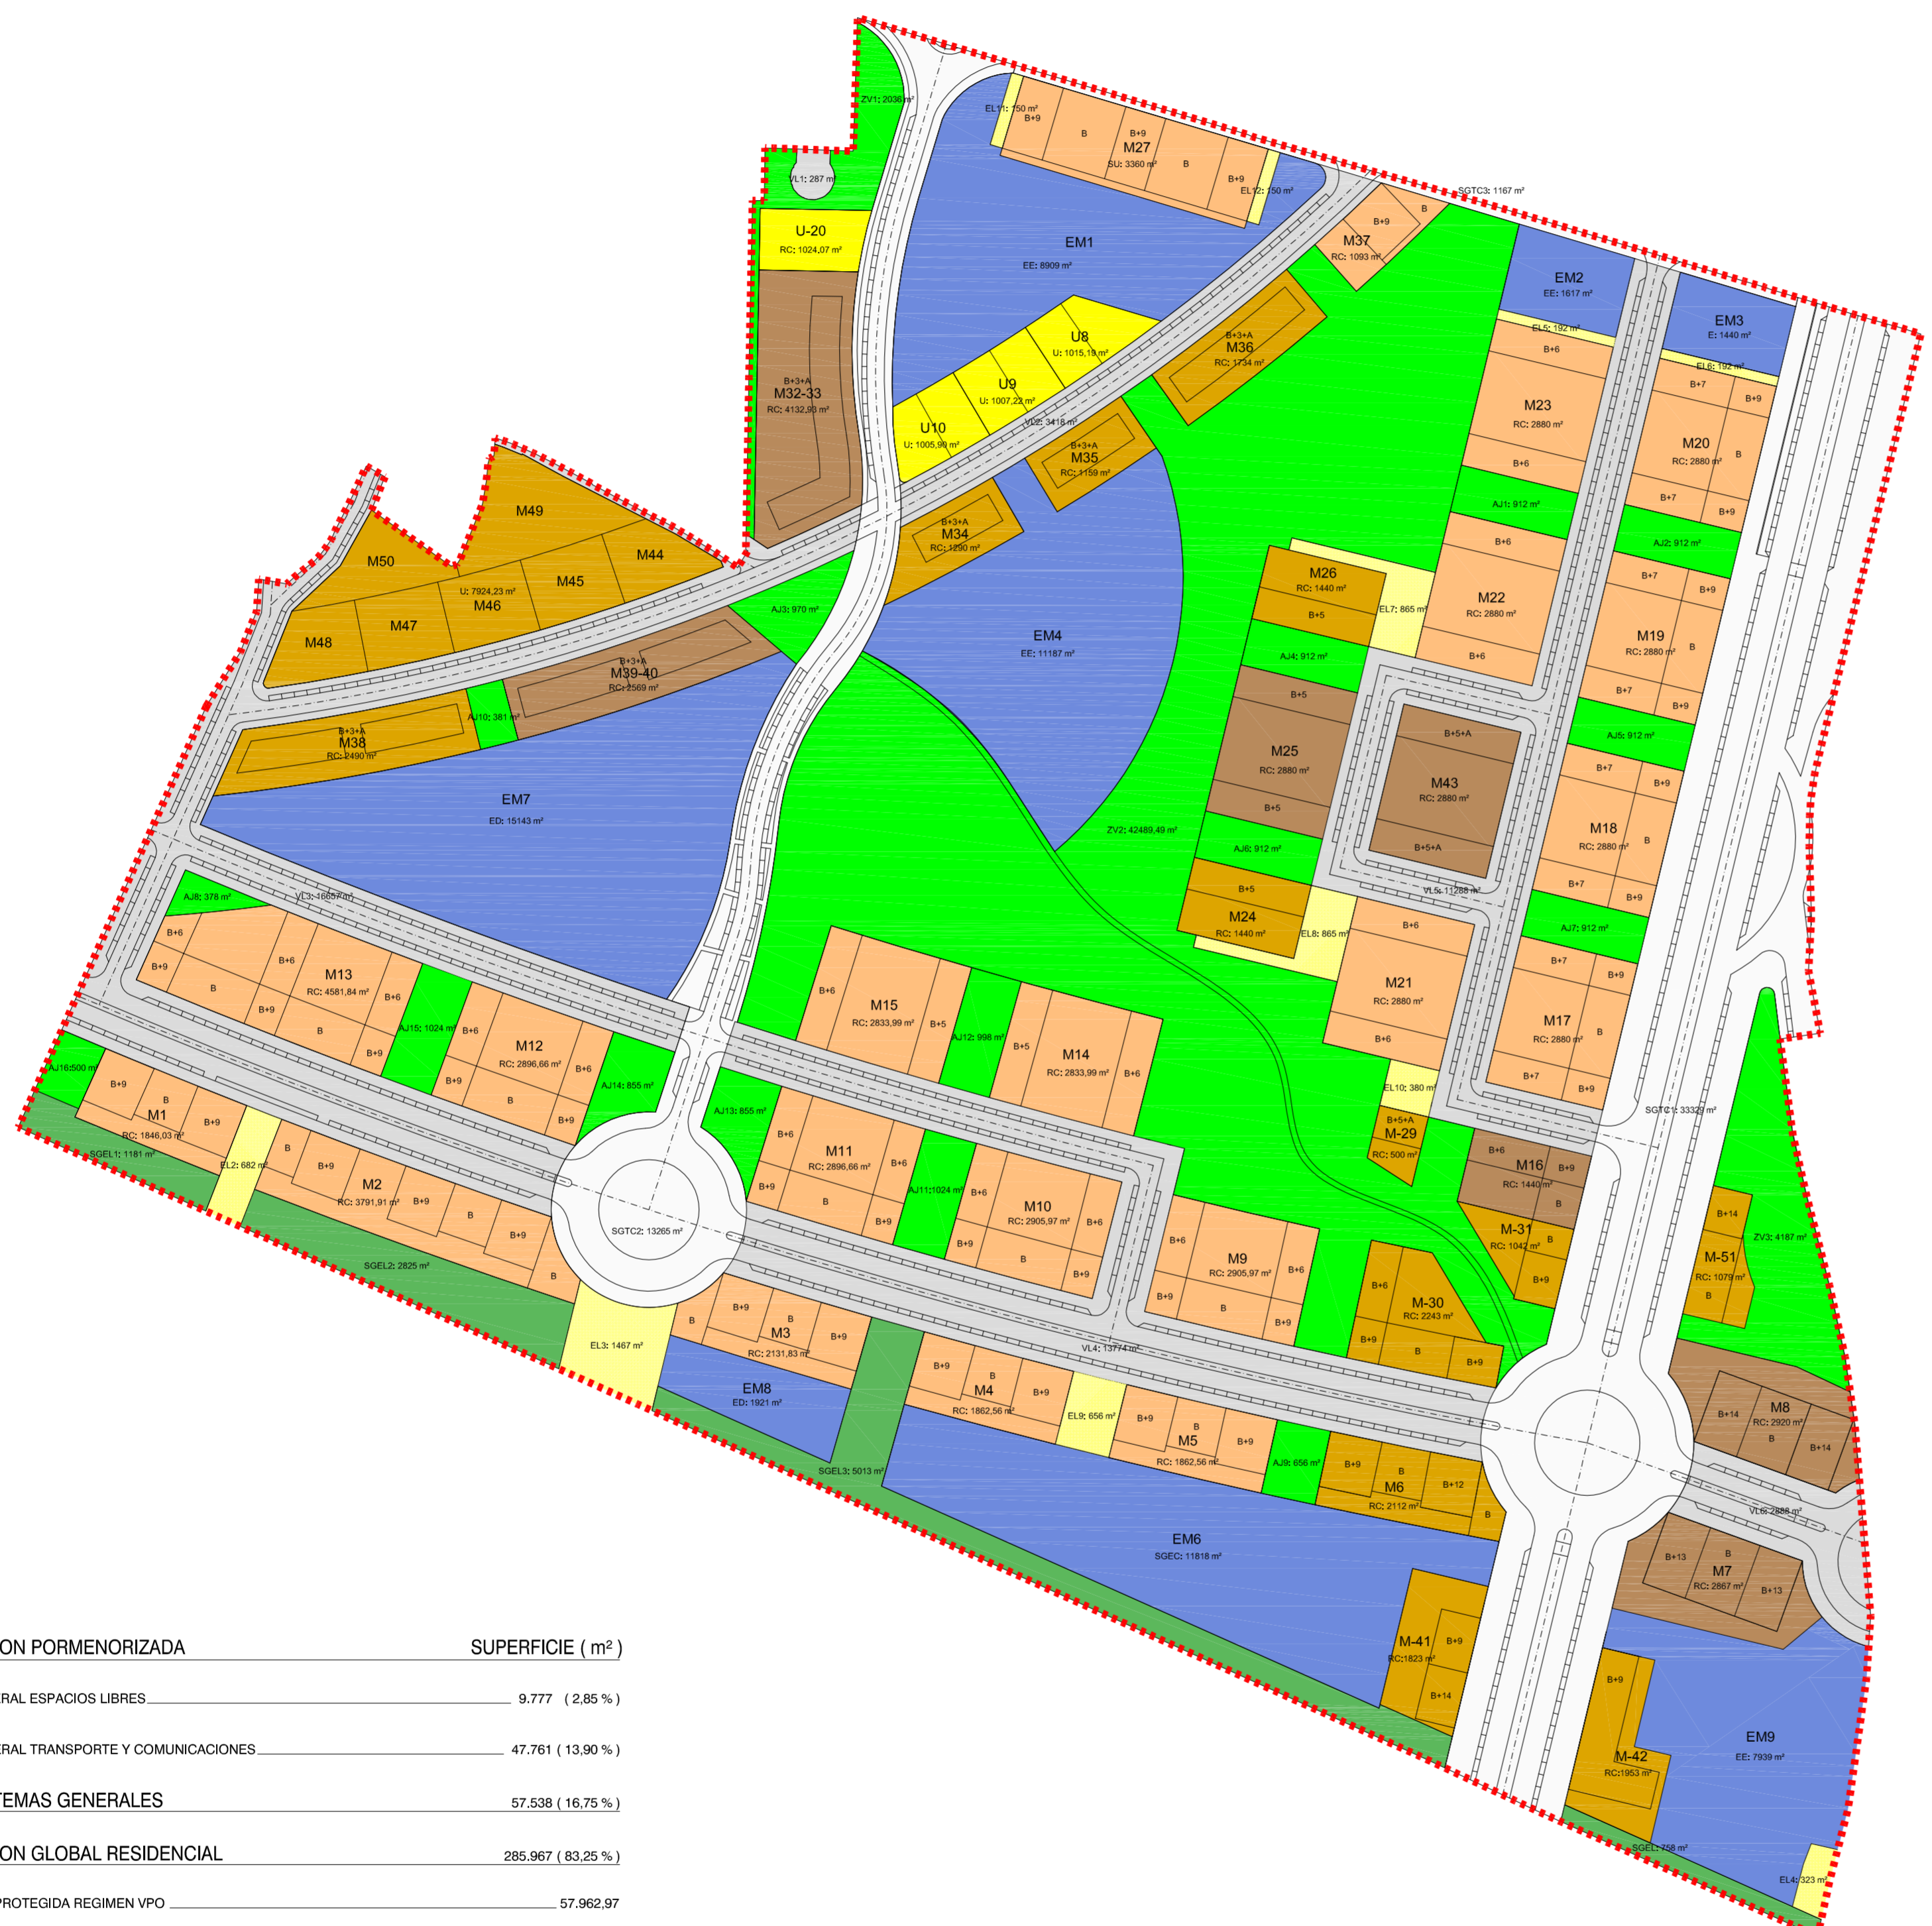 ZV1: 2036 m²
VL1: 287 m²
U-20
RC: 1024,07 m²
B+3+A
M32-33
RC: 4132,93 m²
EL11: 150 m²
B+9
B
B+9
M27
SU: 3360 m²
B
B+9
EL12: 150 m²
EM1
EE: 8909 m²
SGTC3: 1167 m²
B
B+9
M37
RC: 1093 m²
EM2
EE: 1617 m²
EL5: 192 m²
EM3
E: 1440 m²
EL6: 192 m²
U8
U: 1015,19 m²
U9
U: 1007,22 m²
U10
U: 1005,90 m²
VL2: 3418 m²
B+3+A
M36
RC: 1734 m²
B+3+A
M35
RC: 1159 m²
B+3+A
M34
RC: 1290 m²
B+6
M23
RC: 2880 m²
B+6
B+7
B+9
M20
B
RC: 2880 m²
B+7
B+9
AJ1: 912 m²
AJ2: 912 m²
M49
M50
M44
M45
U: 7924,23 m²
M46
M47
M48
AJ3: 970 m²
B+3+A
M39-40
RC: 2569 m²
AJ10: 381 m²
B+3+A
M38
RC: 2490 m²
EM4
EE: 11187 m²
M26
RC: 1440 m²
B+5
EL7: 865 m²
B+6
M22
RC: 2880 m²
B+6
B+7
B+9
M19
B
RC: 2880 m²
B+7
B+9
AJ4: 912 m²
AJ5: 912 m²
B+5
M25
RC: 2880 m²
B+5
B+5+A
M43
RC: 2880 m²
B+5+A
B+7
B+9
M18
B
RC: 2880 m²
B+7
B+9
EM7
ED: 15143 m²
ZV2: 42489,49 m²
AJ6: 912 m²
VL5: 11288 m²
AJ7: 912 m²
B+5
M24
RC: 1440 m²
EL8: 865 m²
B+6
M21
RC: 2880 m²
B+6
B+7
B+9
M17
B
RC: 2880 m²
B+7
B+9
AJ8: 378 m²
VL3: 16657 m²
B+6
B+9
B
B+6
M13
RC: 4581,84 m²
B+9
B
B+6
B+9
AJ15: 1024 m²
B+6
M12
RC: 2896,66 m²
B+6
B+9
B
B+9
AJ14: 855 m²
B+6
M15
RC: 2833,99 m²
B+5
AJ12: 998 m²
B+5
M14
RC: 2833,99 m²
B+6
EL10: 380 m²
B+5+A
M-29
RC: 500 m²
SGTC1: 33329 m²
AJ16:500 m²
B+9
B
M1
B+9
RC: 1846,03 m²
SGEL1: 1181 m²
EL2: 682 m²
B
B+9
M2
RC: 3791,91 m²
B+9
B
B+9
B
SGEL2: 2825 m²
SGTC2: 13265 m²
AJ13: 855 m²
B+6
M11
RC: 2896,66 m²
B+6
B+9
B
B+9
AJ11:1024 m²
B+6
M10
RC: 2905,97 m²
B+6
B+9
B
B+9
B+6
M9
RC: 2905,97 m²
B+6
B+9
B
B+9
B+6
M16
B+9
RC: 1440 m²
B
M-31
RC: 1042 m²
B
B+9
B+14
M-51
RC: 1079 m²
B
ZV3: 4187 m²
B+6
M-30
RC: 2243 m²
B+9
B
B+9
EL3: 1467 m²
B
B+9
B
M3
B+9
RC: 2131,83 m²
EM8
ED: 1921 m²
SGEL3: 5013 m²
VL4: 13774 m²
B+9
B
M4
B+9
RC: 1862,56 m²
EL9: 656 m²
B+9
B
M5
B+9
RC: 1862,56 m²
AJ9: 656 m²
B+9
B
M6
B+12
RC: 2112 m²
B
B+14
M8
RC: 2920 m²
B
B+14
VL6: 2888 m²
B+13
B
M7
RC: 2867 m²
B+13
EM6
SGEC: 11818 m²
M-41
B+9
RC:1823 m²
B+14
B+9
M-42
RC:1953 m²
EM9
EE: 7939 m²
SGEL: 758 m²
EL4: 323 m²
ON PORMENORIZADA SUPERFICIE ( m² )
RAL ESPACIOS LIBRES 9.777 ( 2,85 % )
ERAL TRANSPORTE Y COMUNICACIONES 47.761 ( 13,90 % )
TEMAS GENERALES 57.538 ( 16,75 % )
ON GLOBAL RESIDENCIAL 285.967 ( 83,25 % )
PROTEGIDA REGIMEN VPO 57.962,97